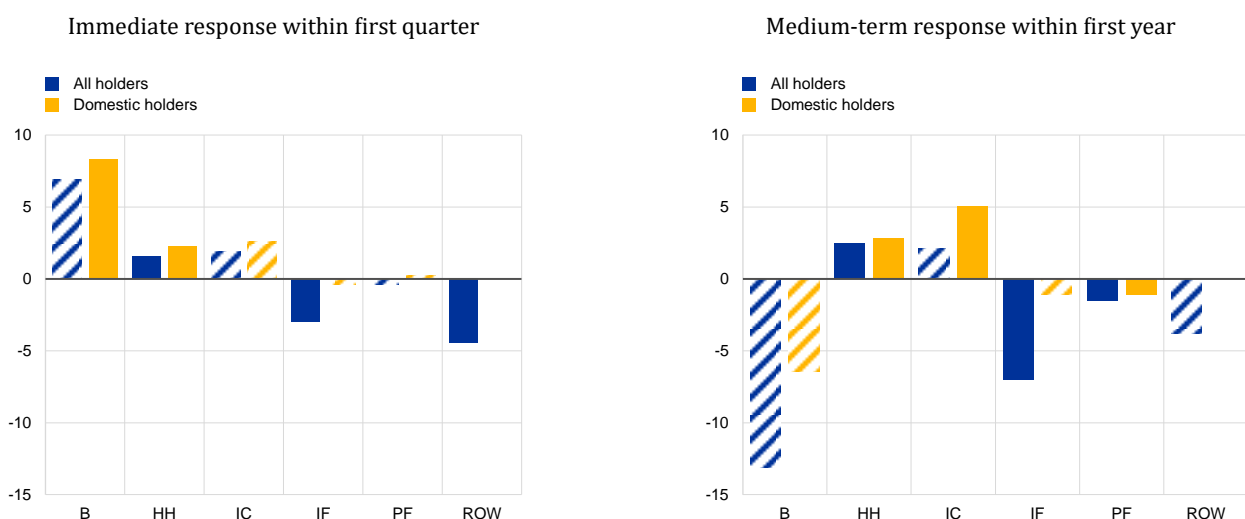 Immediate response within first quarter
All holders
Domestic holders
10
5
0
-5
-10
-15
B HH IC IF PF ROW
Medium-term response within first year
All holders
Domestic holders
10
5
0
-5
-10
-15
B HH IC IF PF ROW